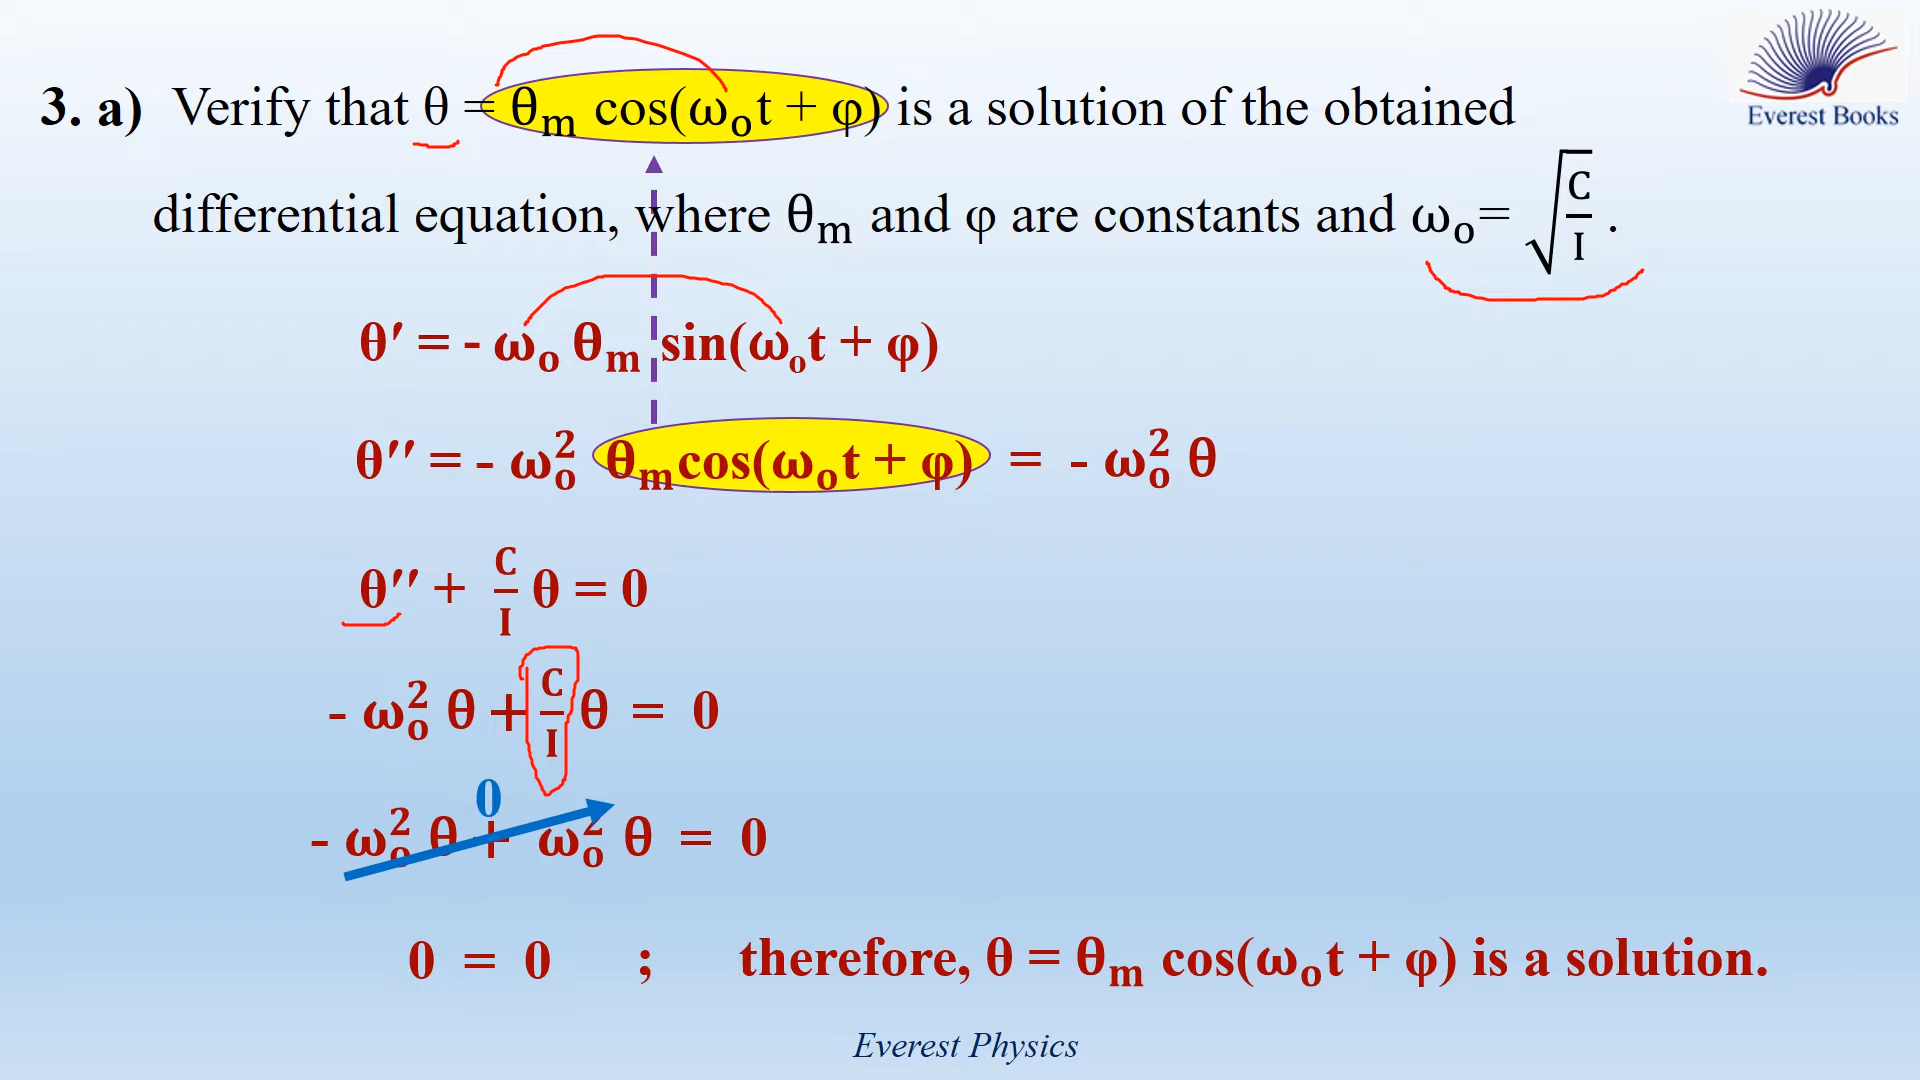 Everest Books
3. a) Verify that θ = θₘ cos(ωₒt + φ) is a solution of the obtained
differential equation, where θₘ and φ are constants and ωₒ= √(C/I) .
θ′ = - ωₒ θₘ sin(ωₒt + φ)
θ′′ = - ωₒ² θₘcos(ωₒt + φ) = - ωₒ² θ
θ′′ + C/I θ = 0
- ωₒ² θ + C/I θ = 0
0
- ωₒ² θ + ωₒ² θ = 0
0 = 0 ; therefore, θ = θₘ cos(ωₒt + φ) is a solution.
Everest Physics